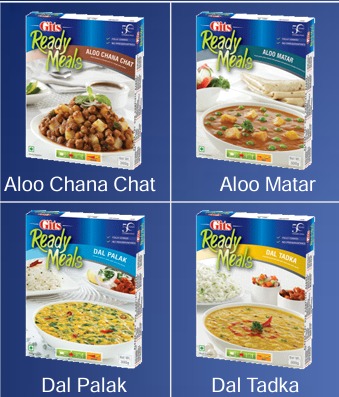 Gits
Ready
Meals
ALOO CHANA CHAT
Aloo Chana Chat
Gits
Ready
Meals
ALOO MATAR
Aloo Matar
Gits
Ready
Meals
DAL PALAK
Dal Palak
Gits
Ready
Meals
DAL TADKA
Dal Tadka